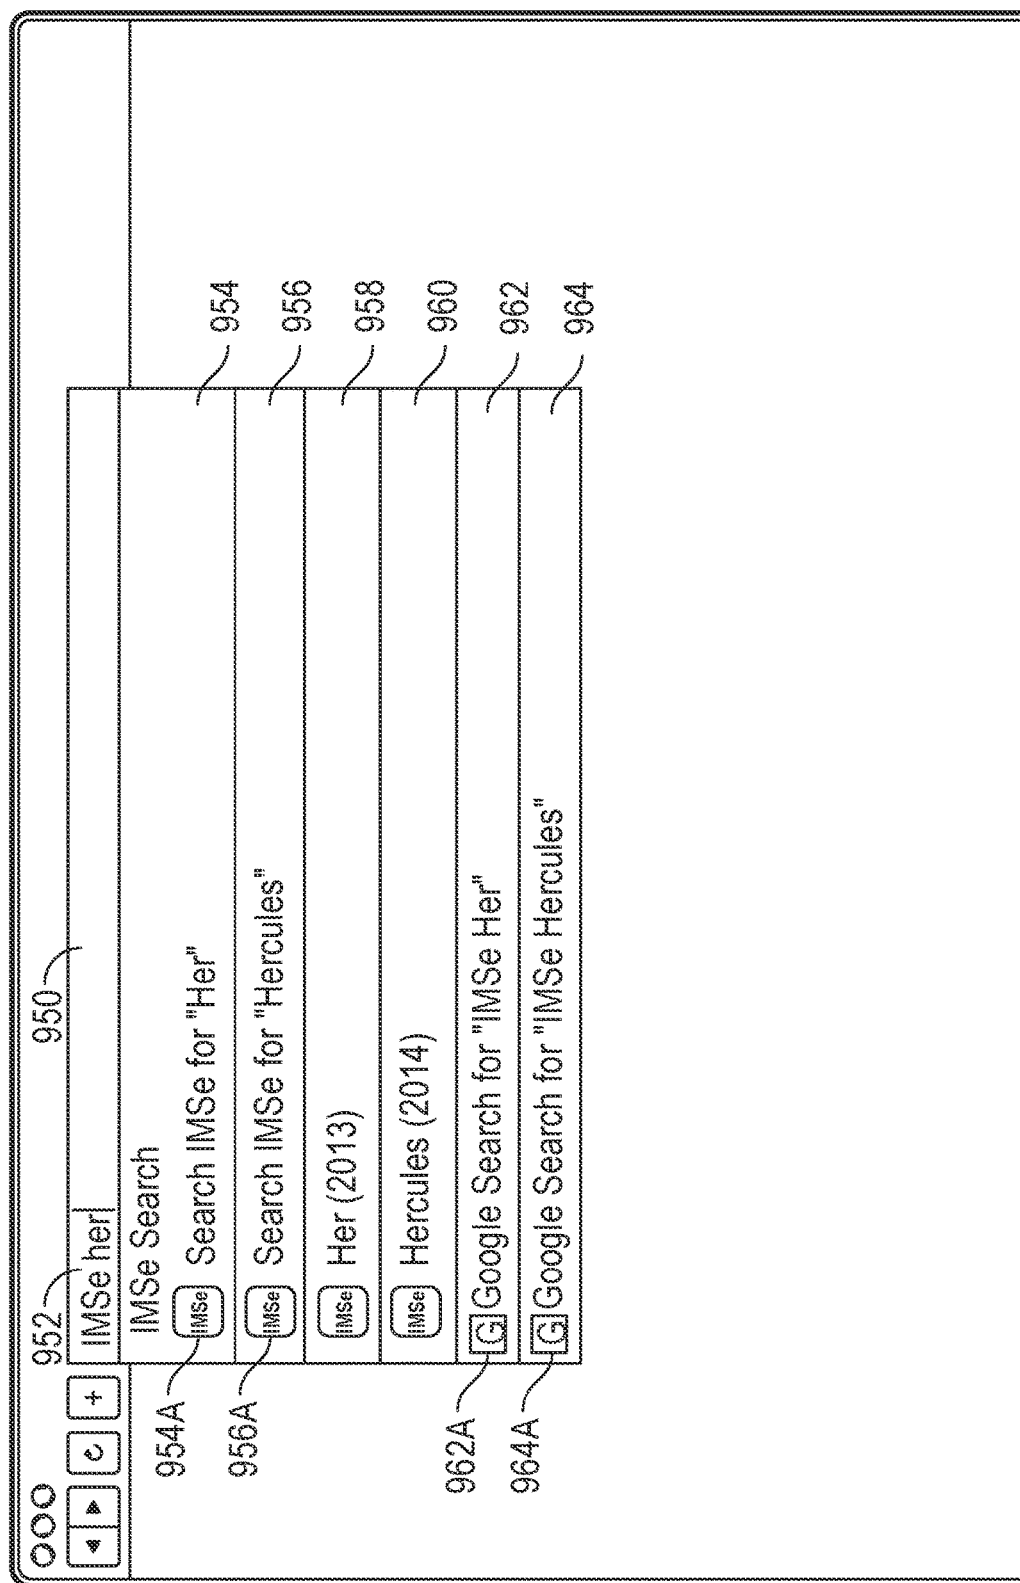 950
952
IMSe her
+
IMSe Search
954A
IMSe Search IMSe for "Her"
954
956A
IMSe Search IMSe for "Hercules"
956
IMSe Her (2013)
958
IMSe Hercules (2014)
960
962A
G Google Search for "IMSe Her"
962
964A
G Google Search for "IMSe Hercules"
964